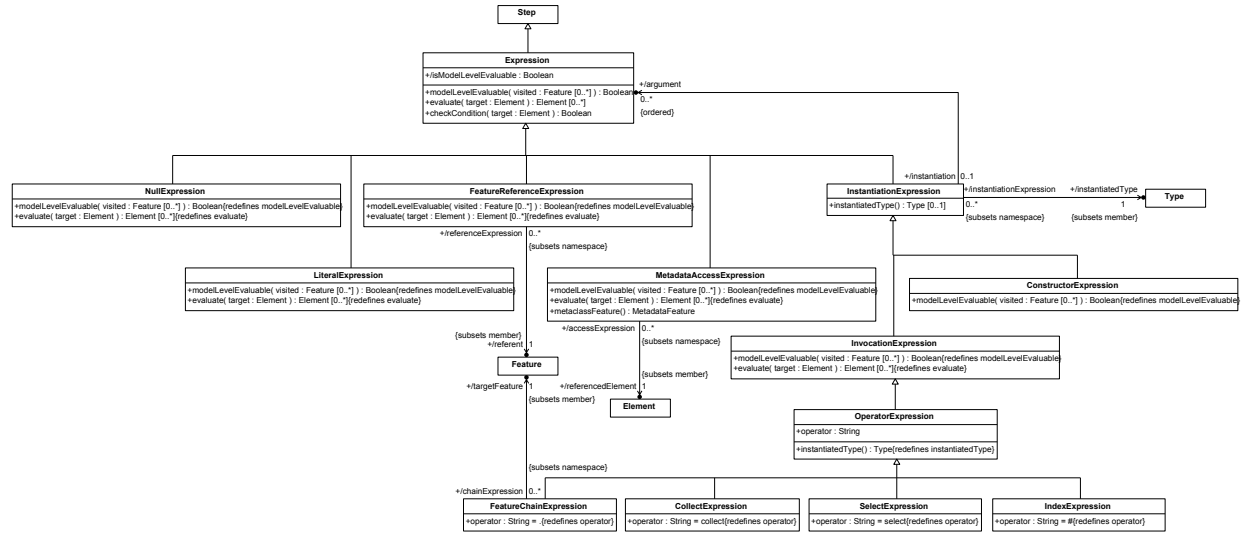 Step
Expression
+/isModelLevelEvaluable : Boolean
+modelLevelEvaluable( visited : Feature [0..*] ) : Boolean
+evaluate( target : Element ) : Element [0..*]
+checkCondition( target : Element ) : Boolean
+/argument
0..*
{ordered}
+/instantiation 0..1
NullExpression
+modelLevelEvaluable( visited : Feature [0..*] ) : Boolean{redefines modelLevelEvaluable}
+evaluate( target : Element ) : Element [0..*]{redefines evaluate}
FeatureReferenceExpression
+modelLevelEvaluable( visited : Feature [0..*] ) : Boolean{redefines modelLevelEvaluable}
+evaluate( target : Element ) : Element [0..*]{redefines evaluate}
InstantiationExpression
+instantiatedType() : Type [0..1]
+/instantiationExpression
0..*
{subsets namespace}
+/instantiatedType
1
{subsets member}
Type
+/referenceExpression 0..*
{subsets namespace}
LiteralExpression
+modelLevelEvaluable( visited : Feature [0..*] ) : Boolean{redefines modelLevelEvaluable}
+evaluate( target : Element ) : Element [0..*]{redefines evaluate}
MetadataAccessExpression
+modelLevelEvaluable( visited : Feature [0..*] ) : Boolean{redefines modelLevelEvaluable}
+evaluate( target : Element ) : Element [0..*]{redefines evaluate}
+metaclassFeature() : MetadataFeature
ConstructorExpression
+modelLevelEvaluable( visited : Feature [0..*] ) : Boolean{redefines modelLevelEvaluable}
+/accessExpression 0..*
{subsets namespace}
{subsets member}
+/referent 1
Feature
InvocationExpression
+modelLevelEvaluable( visited : Feature [0..*] ) : Boolean{redefines modelLevelEvaluable}
+evaluate( target : Element ) : Element [0..*]{redefines evaluate}
+/targetFeature 1
{subsets member}
{subsets member}
+/referencedElement 1
Element
OperatorExpression
+operator : String
+instantiatedType() : Type{redefines instantiatedType}
{subsets namespace}
+/chainExpression 0..*
FeatureChainExpression
+operator : String = .{redefines operator}
CollectExpression
+operator : String = collect{redefines operator}
SelectExpression
+operator : String = select{redefines operator}
IndexExpression
+operator : String = #{redefines operator}